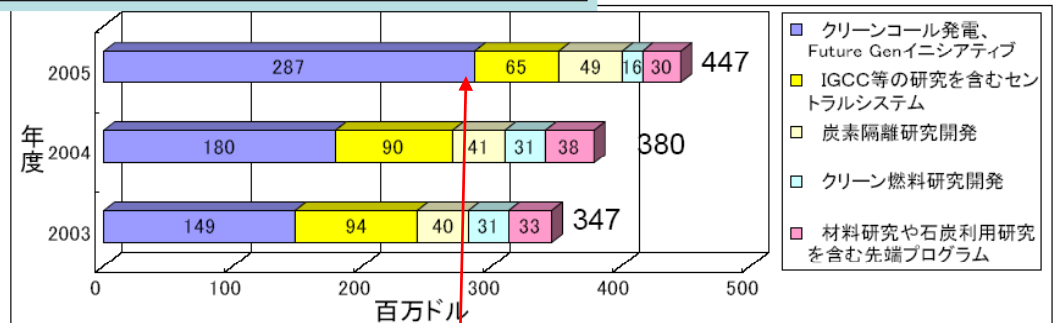 2005 287 65 49 16 30 447
2004 180 90 41 31 38 380
2003 149 94 40 31 33 347
年度
0 100 200 300 400 500
百万ドル
クリーンコール発電、
Future Genイニシアティブ
IGCC等の研究を含むセン
トラルシステム
炭素隔離研究開発
クリーン燃料研究開発
材料研究や石炭利用研究
を含む先端プログラム